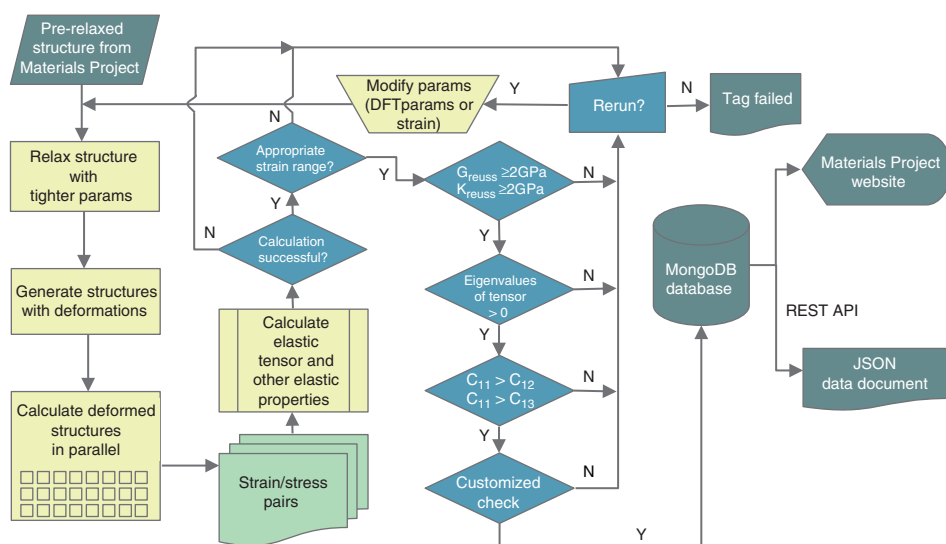 Pre-relaxed
structure from
Materials Project
Relax structure
with
tighter params
Generate structures
with deformations
Calculate deformed
structures
in parallel
Strain/stress
pairs
Calculate
elastic
tensor and
other elastic
properties
Calculation
successful?
N
Y
Appropriate
strain range?
N
Y
G_reuss ≥2GPa
K_reuss ≥2GPa
N
Y
Eigenvalues
of tensor
> 0
N
Y
C₁₁ > C₁₂
C₁₁ > C₁₃
N
Y
Customized
check
N
Y
Rerun?
Y
N
Modify params
(DFTparams or
strain)
Tag failed
MongoDB
database
REST API
Materials Project
website
JSON
data document